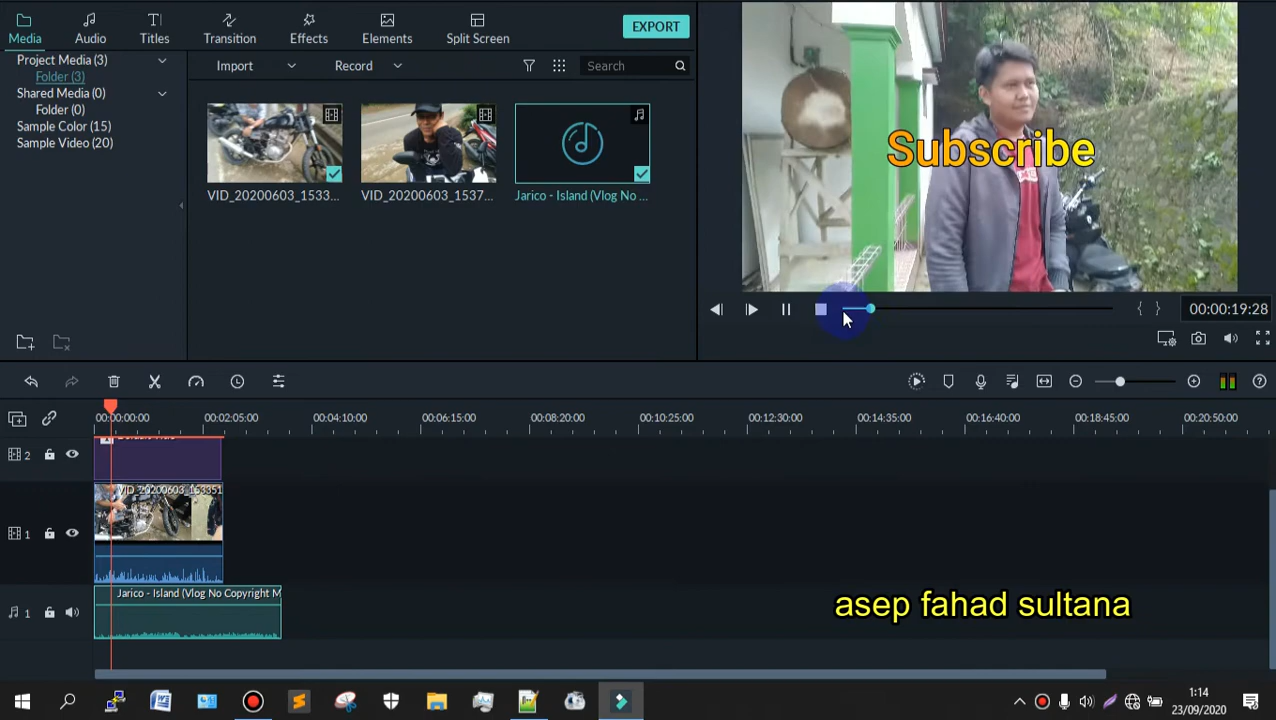 Media
Audio
Titles
Transition
Effects
Elements
Split Screen
EXPORT
Project Media (3)
Folder (3)
Shared Media (0)
Folder (0)
Sample Color (15)
Sample Video (20)
Import
Record
Search
VID_20200603_1533...
VID_20200603_1537...
Jarico - Island (Vlog No ...
Subscribe
00:00:19:28
00:00:00:00
00:02:05:00
00:04:10:00
00:06:15:00
00:08:20:00
00:10:25:00
00:12:30:00
00:14:35:00
00:16:40:00
00:18:45:00
00:20:50:00
2
VID_20200603_153351
1
Jarico - Island (Vlog No Copyright M
1
asep fahad sultana
1:14
23/09/2020